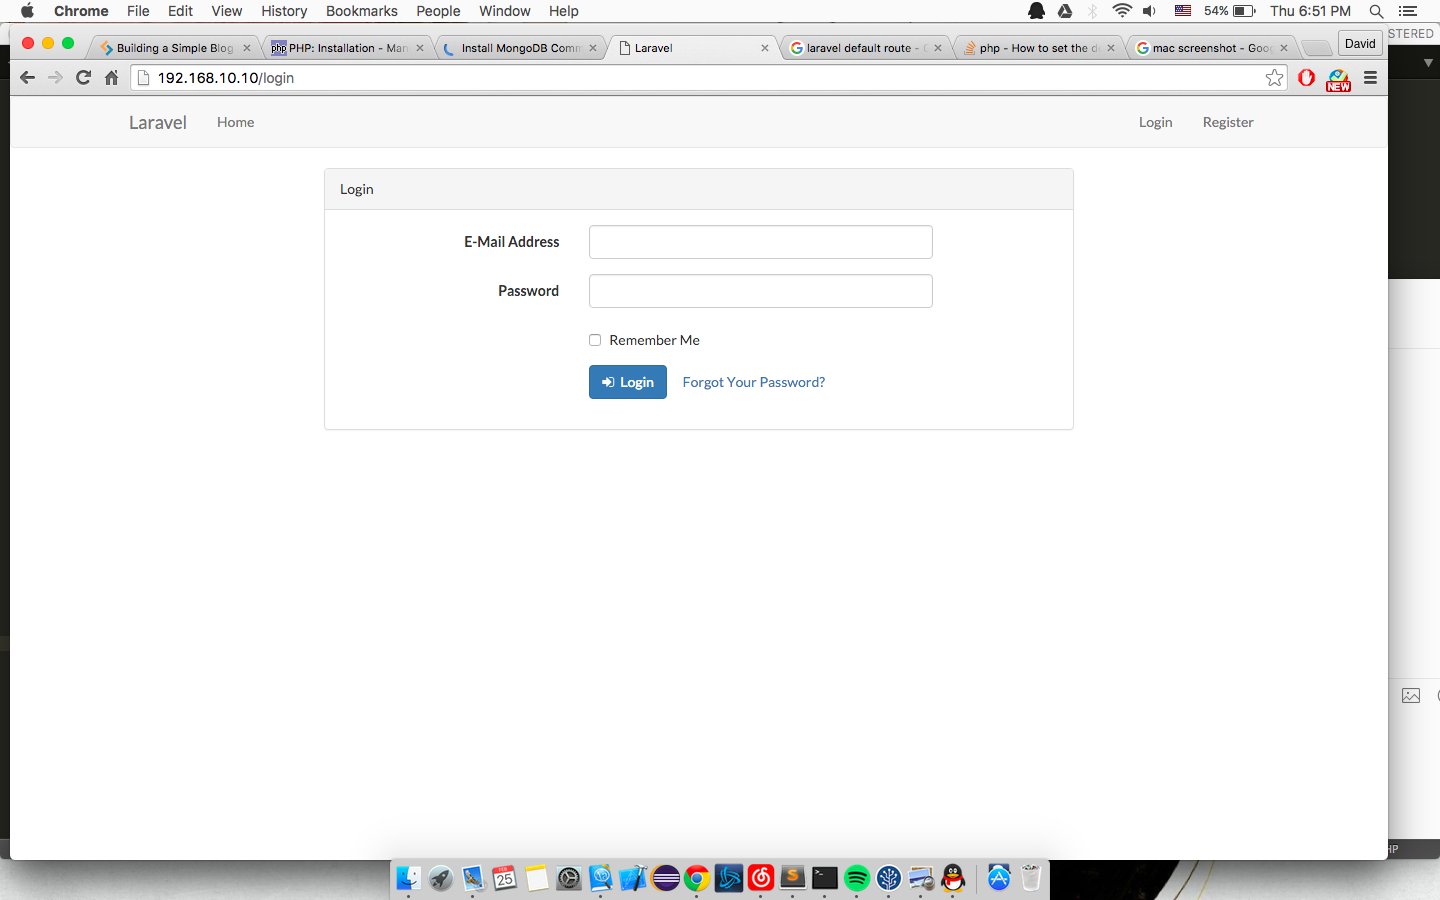 Chrome File Edit View History Bookmarks People Window Help 54% Thu 6:51 PM
Building a Simple Blog PHP: Installation - Man Install MongoDB Comm Laravel laravel default route - php - How to set the d mac screenshot - Goo David STERED
192.168.10.10/login NEW
Laravel Home Login Register
Login
E-Mail Address
Password
Remember Me
Login Forgot Your Password?
HP
FEB
25